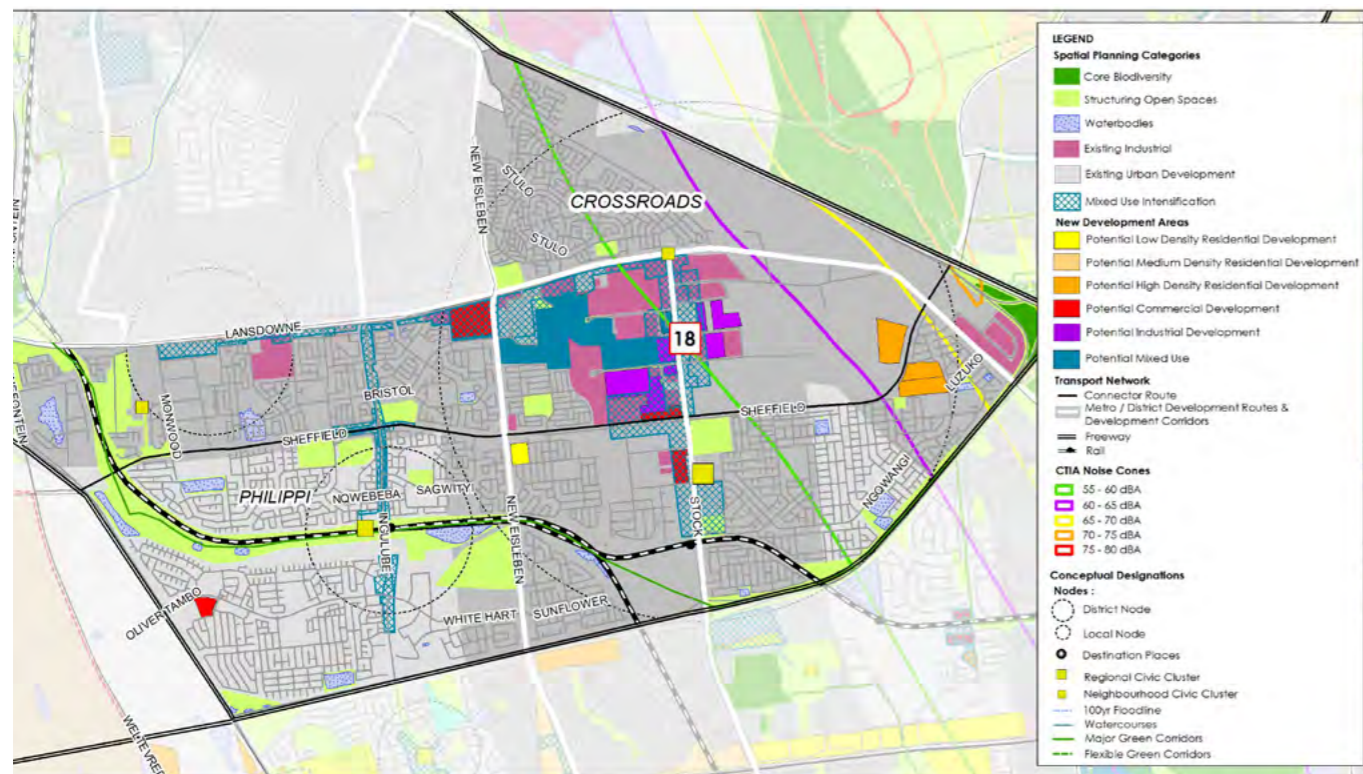 CROSSROADS
NEW EISLEBEN
STULO
STULO
LANSDOWNE
18
BRISTOL
MONWOOD
SHEFFIELD
SHEFFIELD
LUZUKO
PHILIPPI
NQWEBEBA
SAGWITYI
INGULUBE
NEW EISLEBEN
STOCK
NGQWANGI
OLIVER TAMBO
WHITE HART
SUNFLOWER
LEGEND
Spatial Planning Categories
Core Biodiversity
Structuring Open Spaces
Waterbodies
Existing Industrial
Existing Urban Development
Mixed Use Intensification
New Development Areas
Potential Low Density Residential Development
Potential Medium Density Residential Development
Potential High Density Residential Development
Potential Commercial Development
Potential Industrial Development
Potential Mixed Use
Transport Network
Connector Route
Metro / District Development Routes &
Development Corridors
Freeway
Rail
CTIA Noise Cones
55 - 60 dBA
60 - 65 dBA
65 - 70 dBA
70 - 75 dBA
75 - 80 dBA
Conceptual Designations
Nodes :
District Node
Local Node
Destination Places
Regional Civic Cluster
Neighbourhood Civic Cluster
100yr Floodline
Watercourses
Major Green Corridors
Flexible Green Corridors